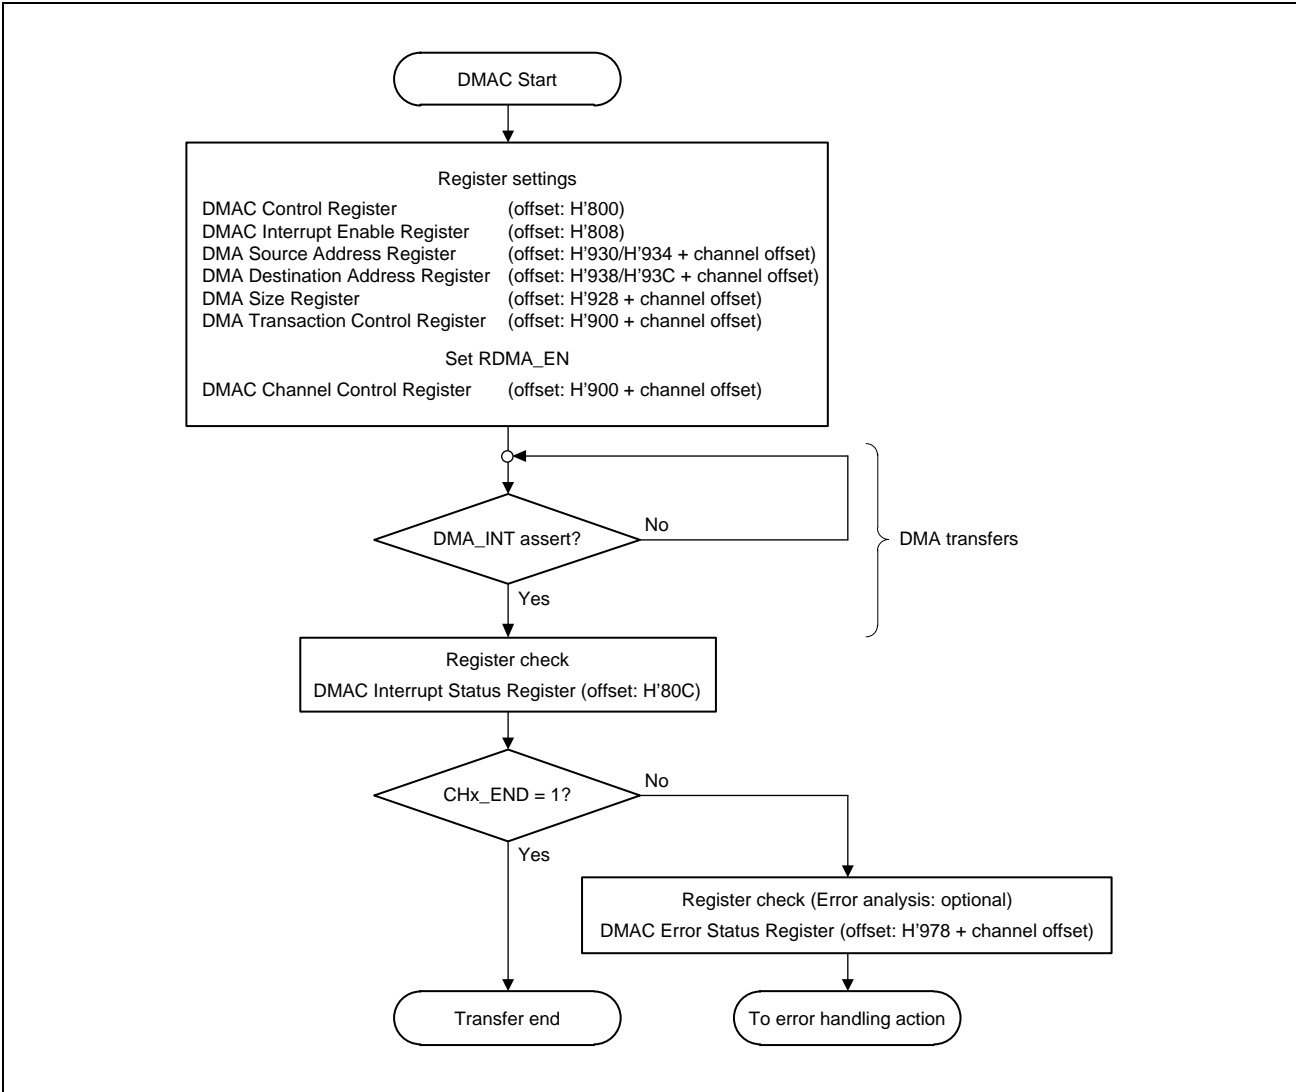 DMAC Start
Register settings
DMAC Control Register (offset: H'800)
DMAC Interrupt Enable Register (offset: H'808)
DMA Source Address Register (offset: H'930/H'934 + channel offset)
DMA Destination Address Register (offset: H'938/H'93C + channel offset)
DMA Size Register (offset: H'928 + channel offset)
DMA Transaction Control Register (offset: H'900 + channel offset)
Set RDMA_EN
DMAC Channel Control Register (offset: H'900 + channel offset)
No
DMA_INT assert?
DMA transfers
Yes
Register check
DMAC Interrupt Status Register (offset: H'80C)
No
CHx_END = 1?
Yes
Register check (Error analysis: optional)
DMAC Error Status Register (offset: H'978 + channel offset)
Transfer end
To error handling action